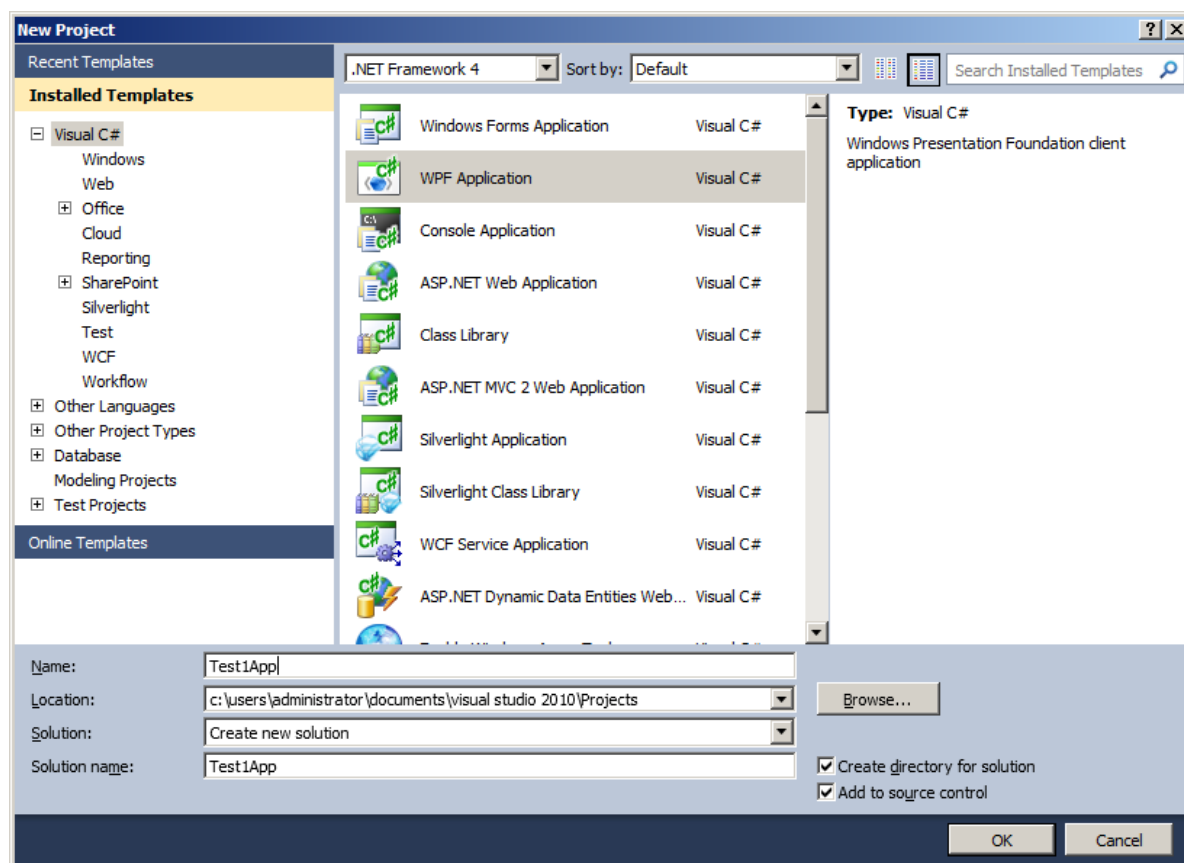 New Project
Recent Templates
Installed Templates
Visual C#
Windows
Web
Office
Cloud
Reporting
SharePoint
Silverlight
Test
WCF
Workflow
Other Languages
Other Project Types
Database
Modeling Projects
Test Projects
Online Templates
.NET Framework 4
Sort by: Default
Search Installed Templates
Windows Forms Application Visual C#
WPF Application Visual C#
Console Application Visual C#
ASP.NET Web Application Visual C#
Class Library Visual C#
ASP.NET MVC 2 Web Application Visual C#
Silverlight Application Visual C#
Silverlight Class Library Visual C#
WCF Service Application Visual C#
ASP.NET Dynamic Data Entities Web... Visual C#
Type: Visual C#
Windows Presentation Foundation client
application
Name: Test1App
Location: c:\users\administrator\documents\visual studio 2010\Projects
Browse...
Solution: Create new solution
Solution name: Test1App
Create directory for solution
Add to source control
OK Cancel